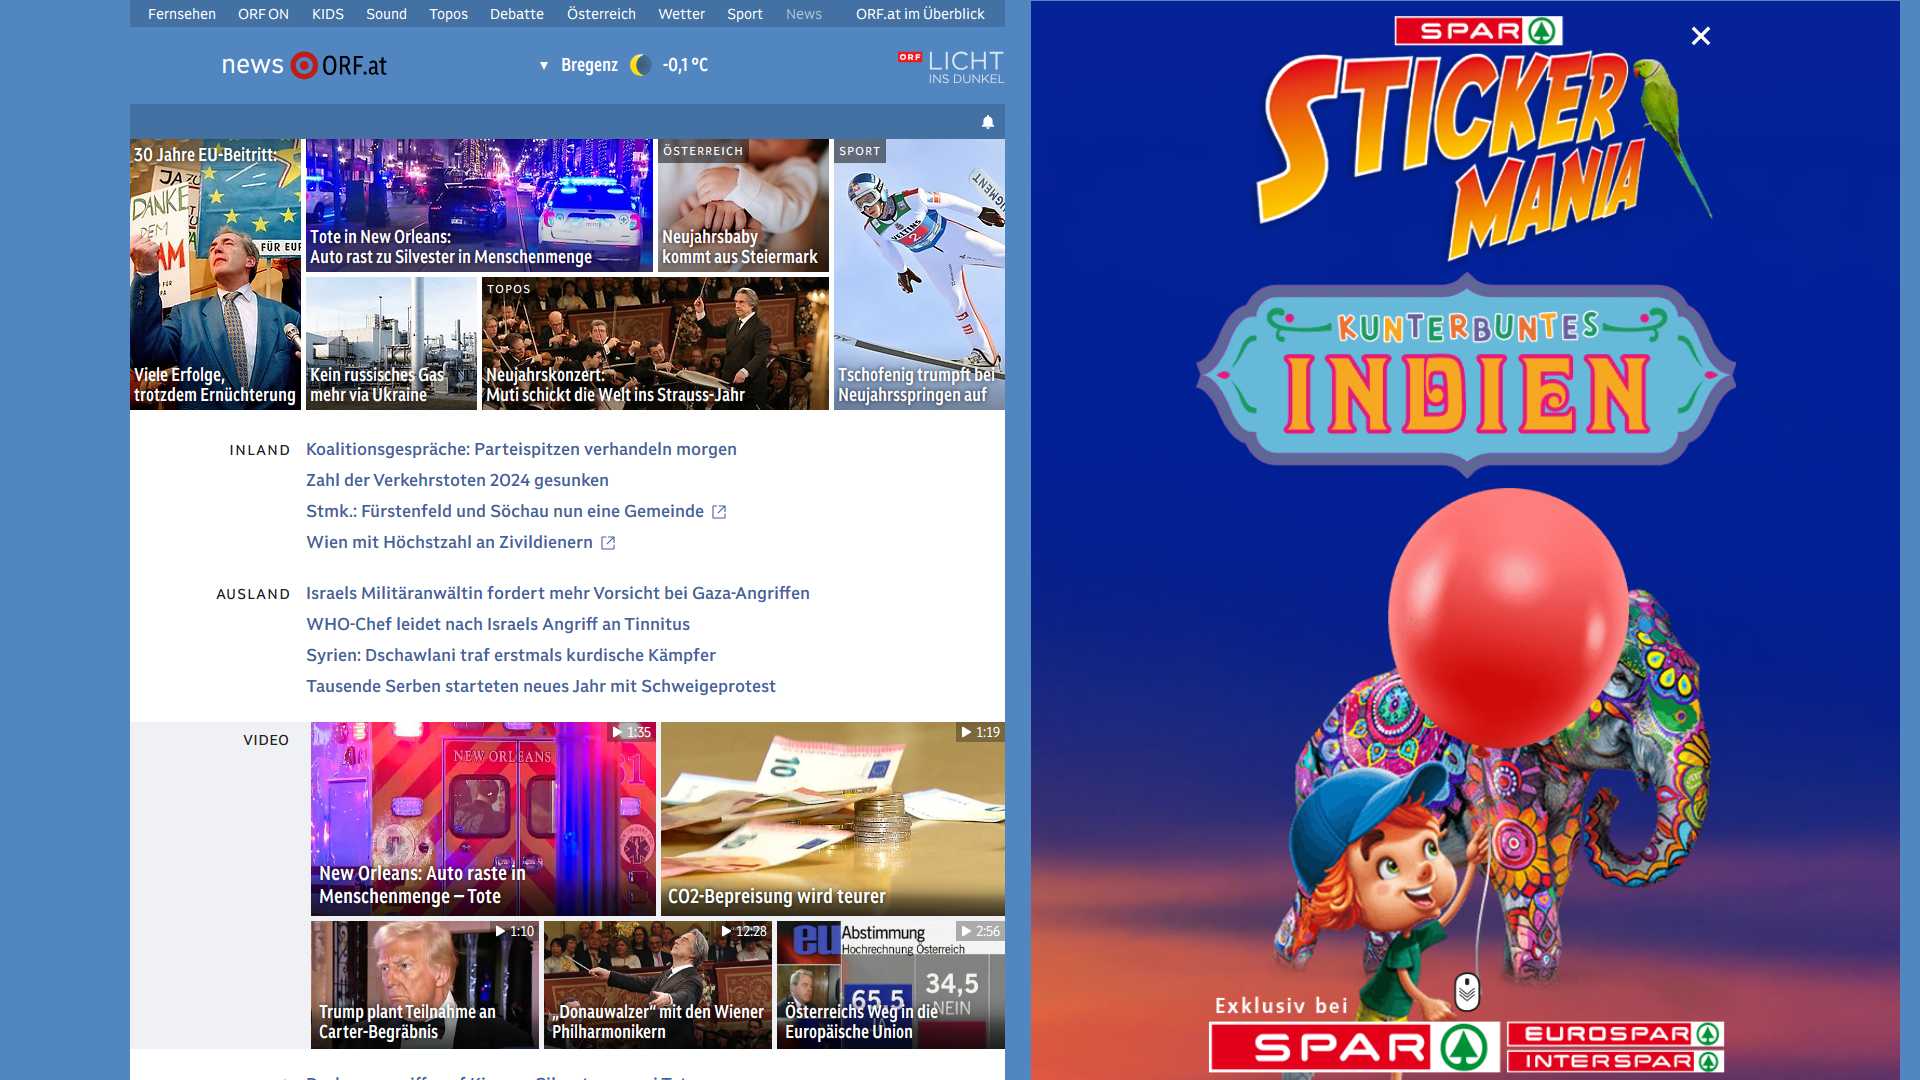 Fernsehen ORF ON KIDS Sound Topos Debatte Österreich Wetter Sport News ORF.at im Überblick
news ORF.at
Bregenz -0,1 °C
ORF LICHT
INS DUNKEL
30 Jahre EU-Beitritt:
Viele Erfolge,
trotzdem Ernüchterung
Tote in New Orleans:
Auto rast zu Silvester in Menschenmenge
ÖSTERREICH
Neujahrsbaby
kommt aus Steiermark
SPORT
Tschofenig trumpft bei
Neujahrsspringen auf
Kein russisches Gas
mehr via Ukraine
TOPOS
Neujahrskonzert:
Muti schickt die Welt ins Strauss-Jahr
INLAND
Koalitionsgespräche: Parteispitzen verhandeln morgen
Zahl der Verkehrstoten 2024 gesunken
Stmk.: Fürstenfeld und Söchau nun eine Gemeinde
Wien mit Höchstzahl an Zivildienern
AUSLAND
Israels Militäranwältin fordert mehr Vorsicht bei Gaza-Angriffen
WHO-Chef leidet nach Israels Angriff an Tinnitus
Syrien: Dschawlani traf erstmals kurdische Kämpfer
Tausende Serben starteten neues Jahr mit Schweigeprotest
VIDEO
1:35
NEW ORLEANS
New Orleans: Auto raste in
Menschenmenge – Tote
1:19
CO2-Bepreisung wird teurer
1:10
Trump plant Teilnahme an
Carter-Begräbnis
12:28
„Donauwalzer“ mit den Wiener
Philharmonikern
2:56
eu Abstimmung
Hochrechnung Österreich
65,5
34,5
NEIN
Österreichs Weg in die
Europäische Union
SPAR
STICKER
MANIA
KUNTERBUNTES
INDIEN
Exklusiv bei
SPAR
EUROSPAR
INTERSPAR